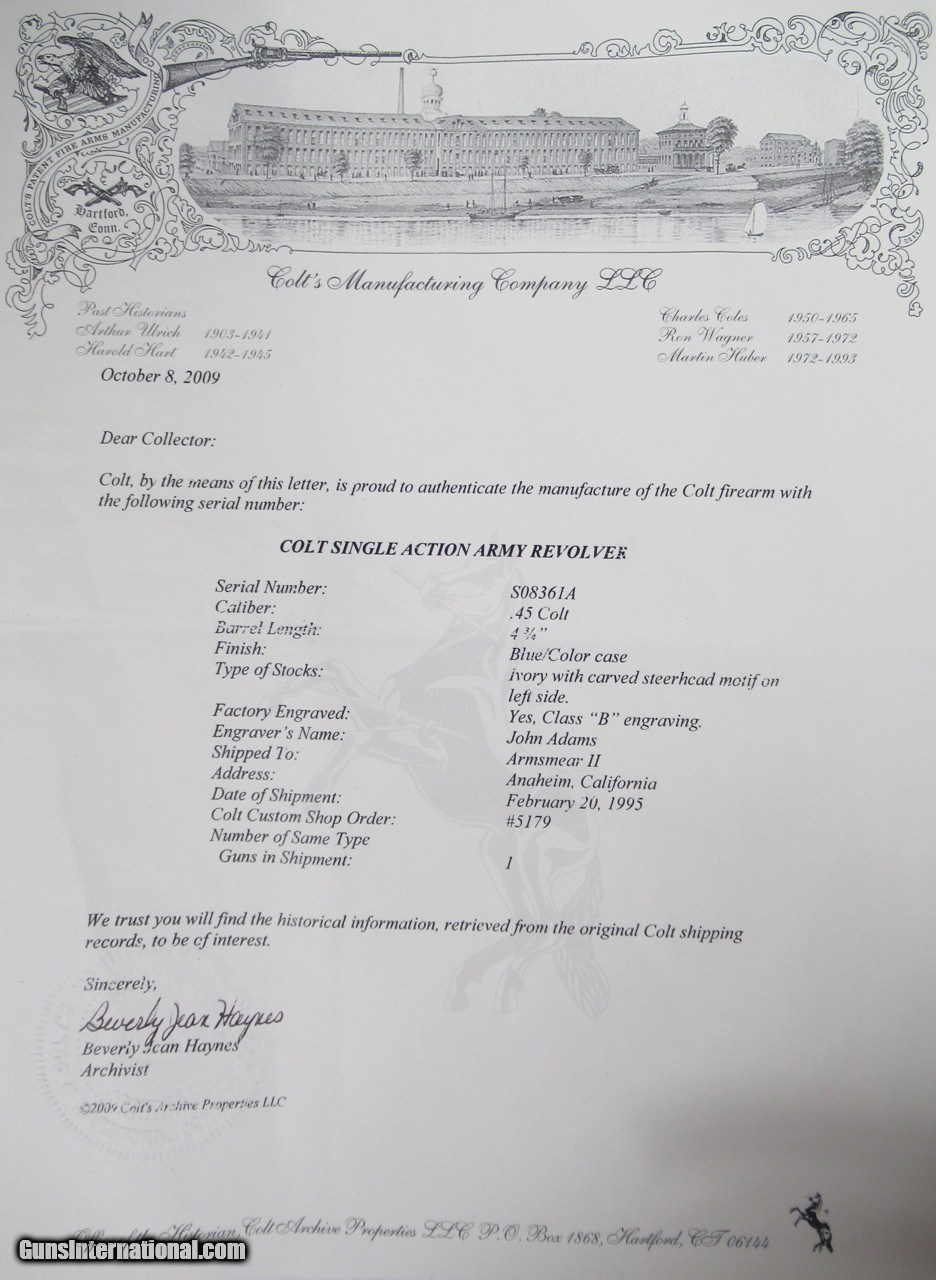 COLT'S PATENT FIRE ARMS MANUFACTURING CO
Hartford,
Conn.
Colt's Manufacturing Company LLC
Past Historians
Arthur Ulrich 1903-1941
Harold Hart 1942-1945
Charles Coles 1950-1965
Ron Wagner 1957-1972
Martin Huber 1972-1993
October 8, 2009
Dear Collector:
Colt, by the means of this letter, is proud to authenticate the manufacture of the Colt firearm with
the following serial number:
COLT SINGLE ACTION ARMY REVOLVER
Serial Number: S08361A
Caliber: .45 Colt
Barrel Length: 4 ¾"
Finish: Blue/Color case
Type of Stocks: ivory with carved steerhead motif on
left side.
Factory Engraved: Yes, Class "B" engraving.
Engraver's Name: John Adams
Shipped To: Armsmear II
Address: Anaheim, California
Date of Shipment: February 20, 1995
Colt Custom Shop Order: #5179
Number of Same Type
Guns in Shipment: 1
We trust you will find the historical information, retrieved from the original Colt shipping
records, to be of interest.
Sincerely,
Beverly Jean Haynes
Beverly Jean Haynes
Archivist
©2009 Colt's Archive Properties LLC
Office of the Historian, Colt Archive Properties LLC P.O. Box 1868, Hartford, CT 06144
GunsInternational.com